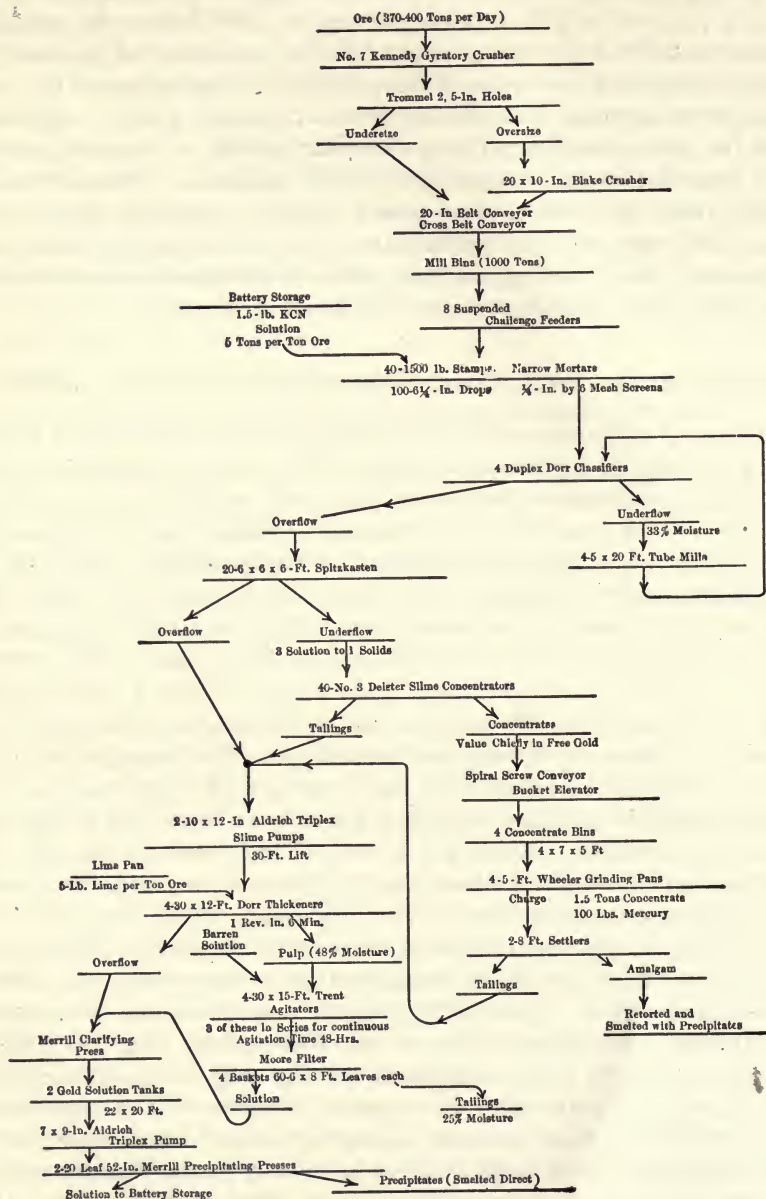 Ore (370-400 Tons per Day)
No. 7 Kennedy Gyratory Crusher
Trommel 2, 5-In. Holes
Undersize
Oversize
20 x 10-In. Blake Crusher
20-In Belt Conveyor
Cross Belt Conveyor
Mill Bins (1000 Tons)
Battery Storage
1.5-lb. KCN
Solution
5 Tons per Ton Ore
8 Suspended
Challenge Feeders
40-1500 lb. Stamps. Narrow Mortars
100-6¼-In. Drops ¼-In. by 6 Mesh Screens
4 Duplex Dorr Classifiers
Overflow
Underflow
33% Moisture
20-6 x 6 x 6-Ft. Spitzkasten
4-5 x 20 Ft. Tube Mills
Overflow
Underflow
3 Solution to 1 Solids
40-No. 3 Deister Slime Concentrators
Tailings
Concentrates
Value Chiefly in Free Gold
Spiral Screw Conveyor
Bucket Elevator
2-10 x 12-In Aldrich Triplex
Slime Pumps
30-Ft. Lift
4 Concentrate Bins
4 x 7 x 5 Ft
Lime Pan
5-Lb. Lime per Ton Ore
4-5-Ft. Wheeler Grinding Pans
Charge 1.5 Tons Concentrate
100 Lbs. Mercury
4-30 x 12-Ft. Dorr Thickeners
1 Rev. in. 6 Min.
2-8 Ft. Settlers
Overflow
Barren
Solution
Pulp (48% Moisture)
Tailings
Amalgam
4-30 x 15-Ft. Trent
Agitators
3 of these in Series for continuous
Agitation Time 48-Hrs.
Retorted and
Smelted with Precipitates
Merrill Clarifying
Press
Moore Filter
4 Baskets 60-6 x 8 Ft. Leaves each
2 Gold Solution Tanks
22 x 20 Ft.
Solution
Tailings
25% Moisture
7 x 9-In. Aldrich
Triplex Pump
2-20 Leaf 52-In. Merrill Precipitating Presses
Solution to Battery Storage
Precipitates (Smelted Direct)